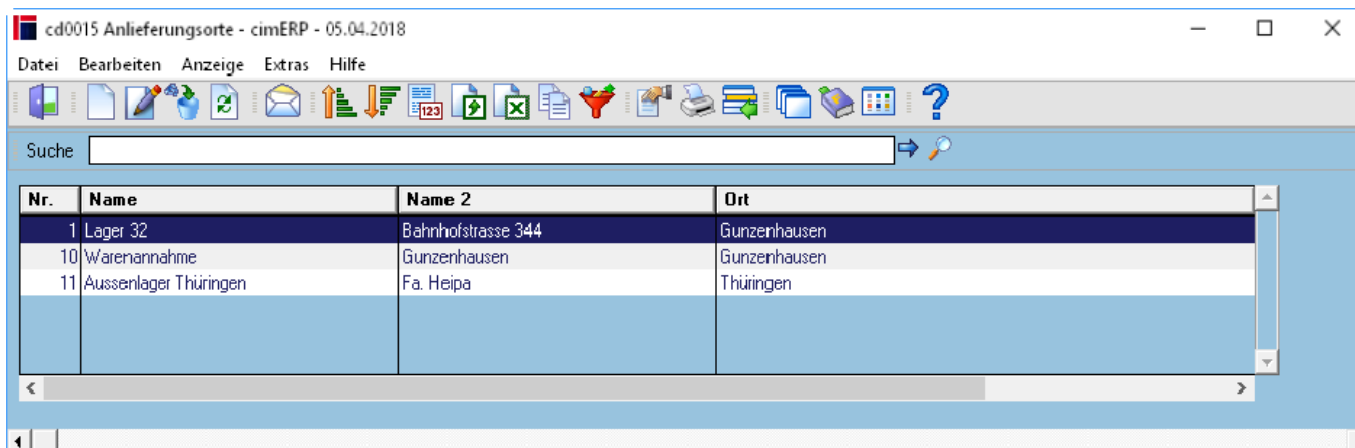 cd0015 Anlieferungsorte - cimERP - 05.04.2018
Datei Bearbeiten Anzeige Extras Hilfe
123
Suche
Nr. Name Name 2 Ort
1 Lager 32 Bahnhofstrasse 344 Gunzenhausen
10 Warenannahme Gunzenhausen Gunzenhausen
11 Aussenlager Thüringen Fa. Heipa Thüringen